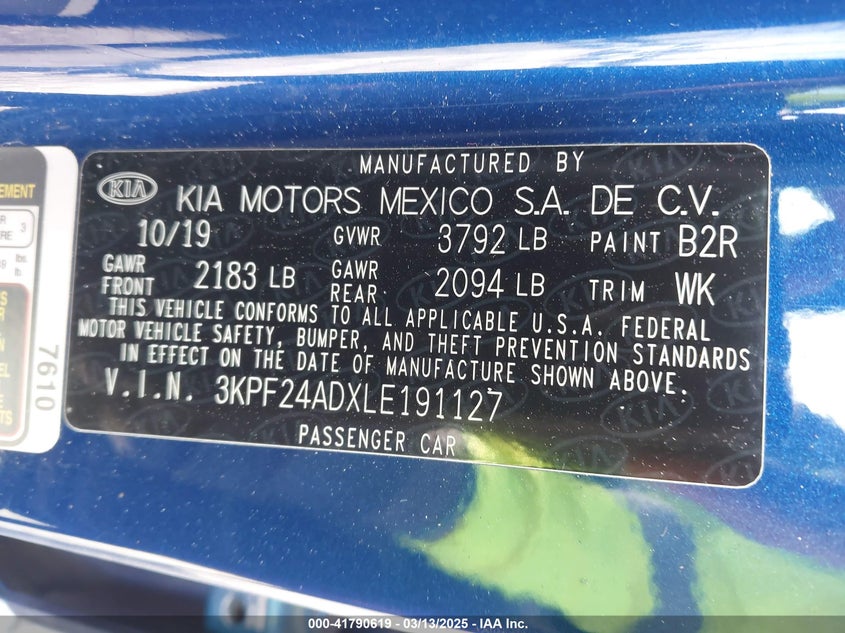 MANUFACTURED BY
KIA KIA MOTORS MEXICO S.A. DE C.V.
10/19 GVWR 3792 LB PAINT B2R
GAWR FRONT 2183 LB GAWR REAR 2094 LB TRIM WK
THIS VEHICLE CONFORMS TO ALL APPLICABLE U.S.A. FEDERAL
MOTOR VEHICLE SAFETY, BUMPER, AND THEFT PREVENTION STANDARDS
IN EFFECT ON THE DATE OF MANUFACTURE SHOWN ABOVE.
V.I.N. 3KPF24ADXLE191127
PASSENGER CAR
EMENT
3
7610
000-41790619 - 03/13/2025 - IAA Inc.